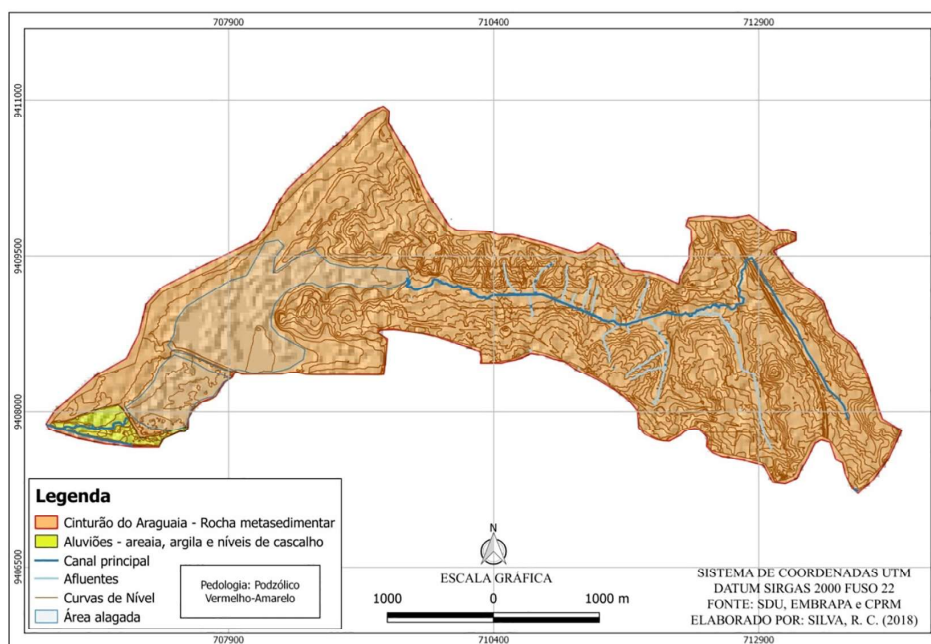 707900
710400
712900
9411000
9409500
9408000
9406500
Legenda
Cinturão do Araguaia - Rocha metasedimentar
Aluviões - areaia, argila e níveis de cascalho
Canal principal
Afluentes
Curvas de Nível
Área alagada
Pedologia: Podzólico
Vermelho-Amarelo
N
ESCALA GRÁFICA
1000
0
1000 m
SISTEMA DE COORDENADAS UTM
DATUM SIRGAS 2000 FUSO 22
FONTE: SDU, EMBRAPA e CPRM
ELABORADO POR: SILVA, R. C. (2018)
707900
710400
712900